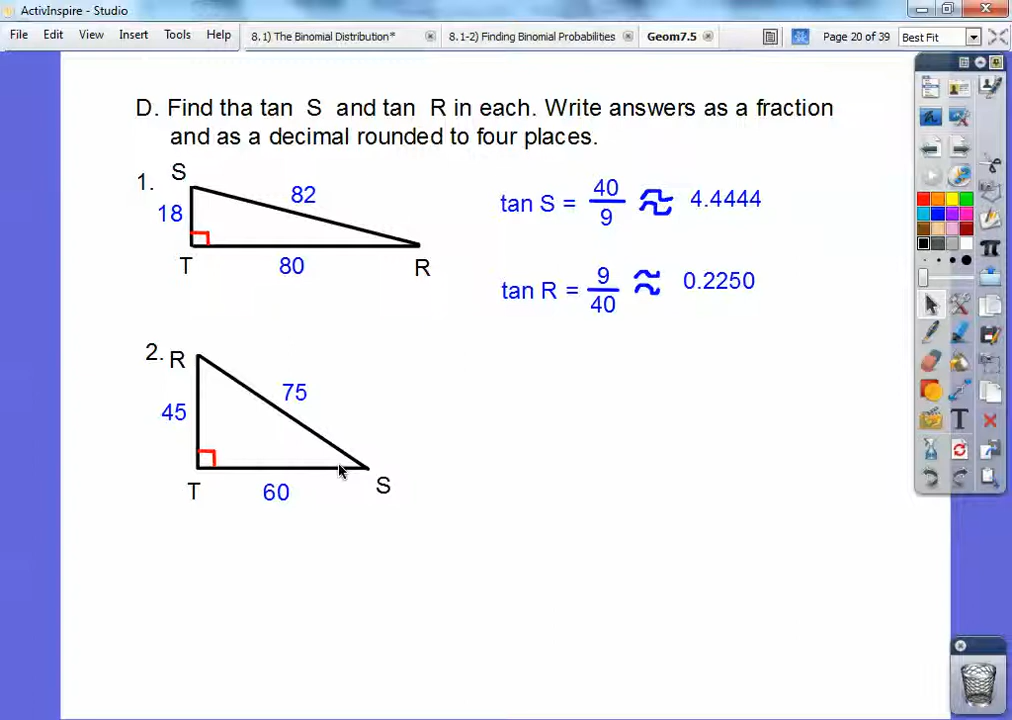 ActivInspire - Studio
File Edit View Insert Tools Help
8.1) The Binomial Distribution* 8.1-2) Finding Binomial Probabilities Geom7.5 Page 20 of 39 Best Fit
D. Find tha tan S and tan R in each. Write answers as a fraction
and as a decimal rounded to four places.
1.
S
82
18
T
80
R
tan S = 40/9 ≈ 4.4444
tan R = 9/40 ≈ 0.2250
2.
R
75
45
T
60
S